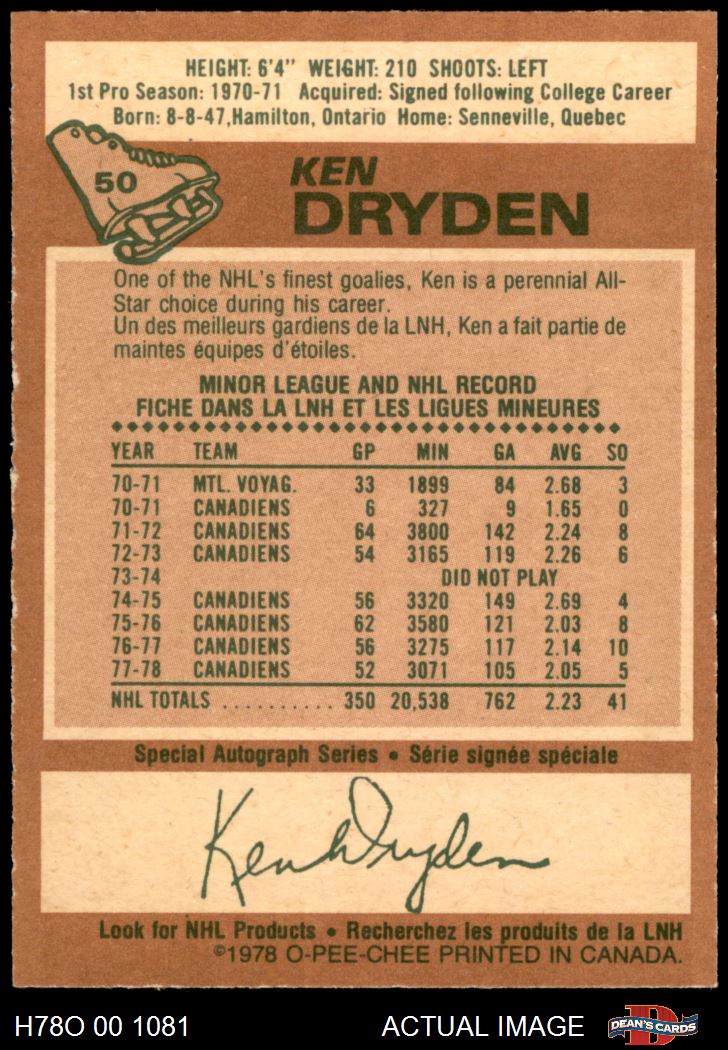 HEIGHT: 6'4" WEIGHT: 210 SHOOTS: LEFT
1st Pro Season: 1970-71 Acquired: Signed following College Career
Born: 8-8-47,Hamilton, Ontario Home: Senneville, Quebec
50
KEN
DRYDEN
One of the NHL's finest goalies, Ken is a perennial All-
Star choice during his career.
Un des meilleurs gardiens de la LNH, Ken a fait partie de
maintes équipes d'étoiles.
MINOR LEAGUE AND NHL RECORD
FICHE DANS LA LNH ET LES LIGUES MINEURES
YEAR TEAM GP MIN GA AVG SO
70-71 MTL. VOYAG. 33 1899 84 2.68 3
70-71 CANADIENS 6 327 9 1.65 0
71-72 CANADIENS 64 3800 142 2.24 8
72-73 CANADIENS 54 3165 119 2.26 6
73-74 DID NOT PLAY
74-75 CANADIENS 56 3320 149 2.69 4
75-76 CANADIENS 62 3580 121 2.03 8
76-77 CANADIENS 56 3275 117 2.14 10
77-78 CANADIENS 52 3071 105 2.05 5
NHL TOTALS .......... 350 20,538 762 2.23 41
Special Autograph Series • Série signée spéciale
Ken Dryden
Look for NHL Products • Recherchez les produits de la LNH
©1978 O-PEE-CHEE PRINTED IN CANADA.
H78O 00 1081 ACTUAL IMAGE D DEAN'S CARDS